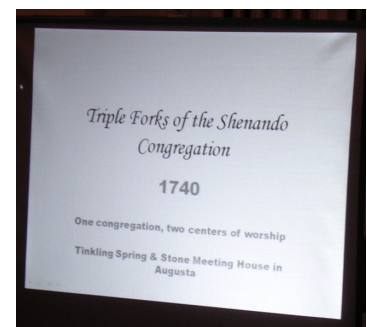 Triple Forks of the Shenando
Congregation
1740
One congregation, two centers of worship
Tinkling Spring & Stone Meeting House in
Augusta